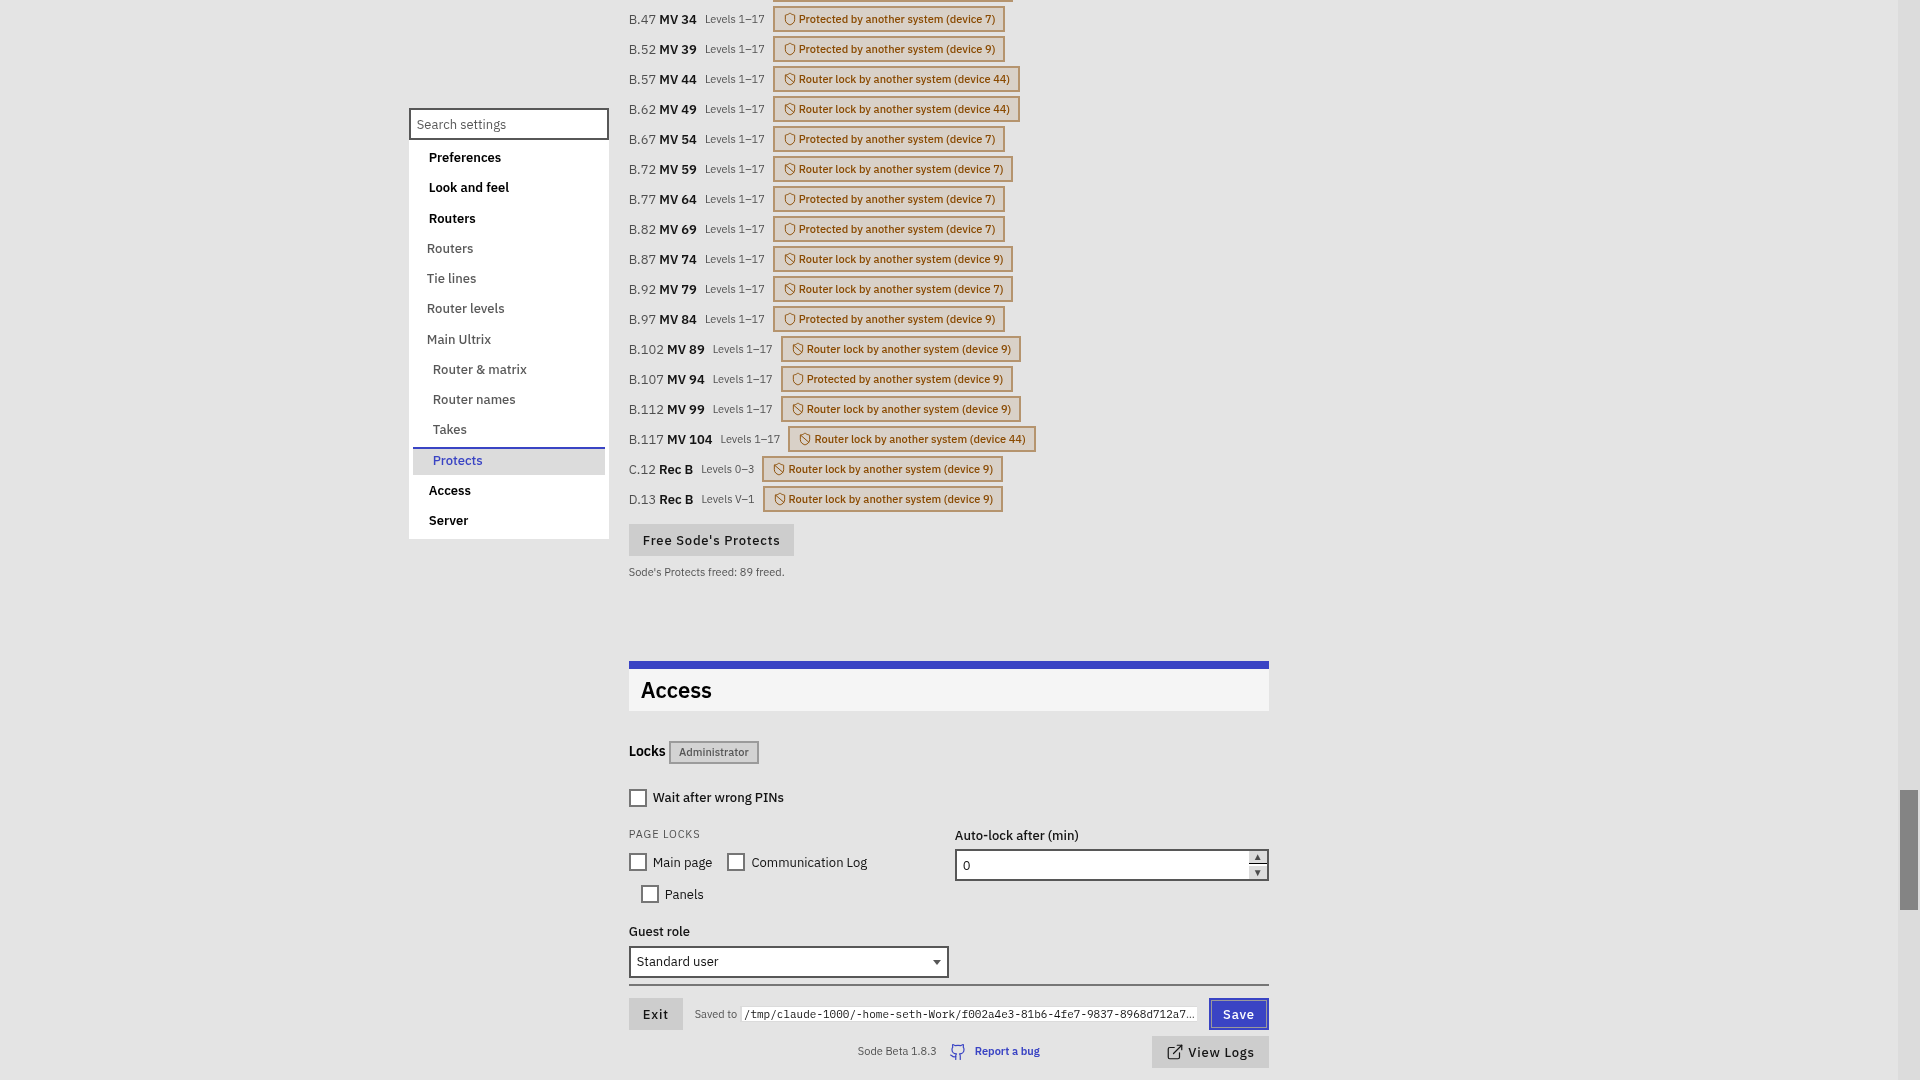 B.47 MV 34 Levels 1–17 Protected by another system (device 7)
B.52 MV 39 Levels 1–17 Protected by another system (device 9)
B.57 MV 44 Levels 1–17 Router lock by another system (device 44)
B.62 MV 49 Levels 1–17 Router lock by another system (device 44)
B.67 MV 54 Levels 1–17 Protected by another system (device 7)
B.72 MV 59 Levels 1–17 Router lock by another system (device 7)
B.77 MV 64 Levels 1–17 Protected by another system (device 7)
B.82 MV 69 Levels 1–17 Protected by another system (device 7)
B.87 MV 74 Levels 1–17 Router lock by another system (device 9)
B.92 MV 79 Levels 1–17 Router lock by another system (device 7)
B.97 MV 84 Levels 1–17 Protected by another system (device 9)
B.102 MV 89 Levels 1–17 Router lock by another system (device 9)
B.107 MV 94 Levels 1–17 Protected by another system (device 9)
B.112 MV 99 Levels 1–17 Router lock by another system (device 9)
B.117 MV 104 Levels 1–17 Router lock by another system (device 44)
C.12 Rec B Levels 0–3 Router lock by another system (device 9)
D.13 Rec B Levels V–1 Router lock by another system (device 9)
Free Sode's Protects
Sode's Protects freed: 89 freed.
Search settings
Preferences
Look and feel
Routers
Routers
Tie lines
Router levels
Main Ultrix
Router & matrix
Router names
Takes
Protects
Access
Server
Access
Locks Administrator
Wait after wrong PINs
PAGE LOCKS
Main page Communication Log
Panels
Auto-lock after (min)
0
Guest role
Standard user
Exit Saved to /tmp/claude-1000/-home-seth-Work/f002a4e3-81b6-4fe7-9837-8968d712a7… Save
Sode Beta 1.8.3 Report a bug View Logs